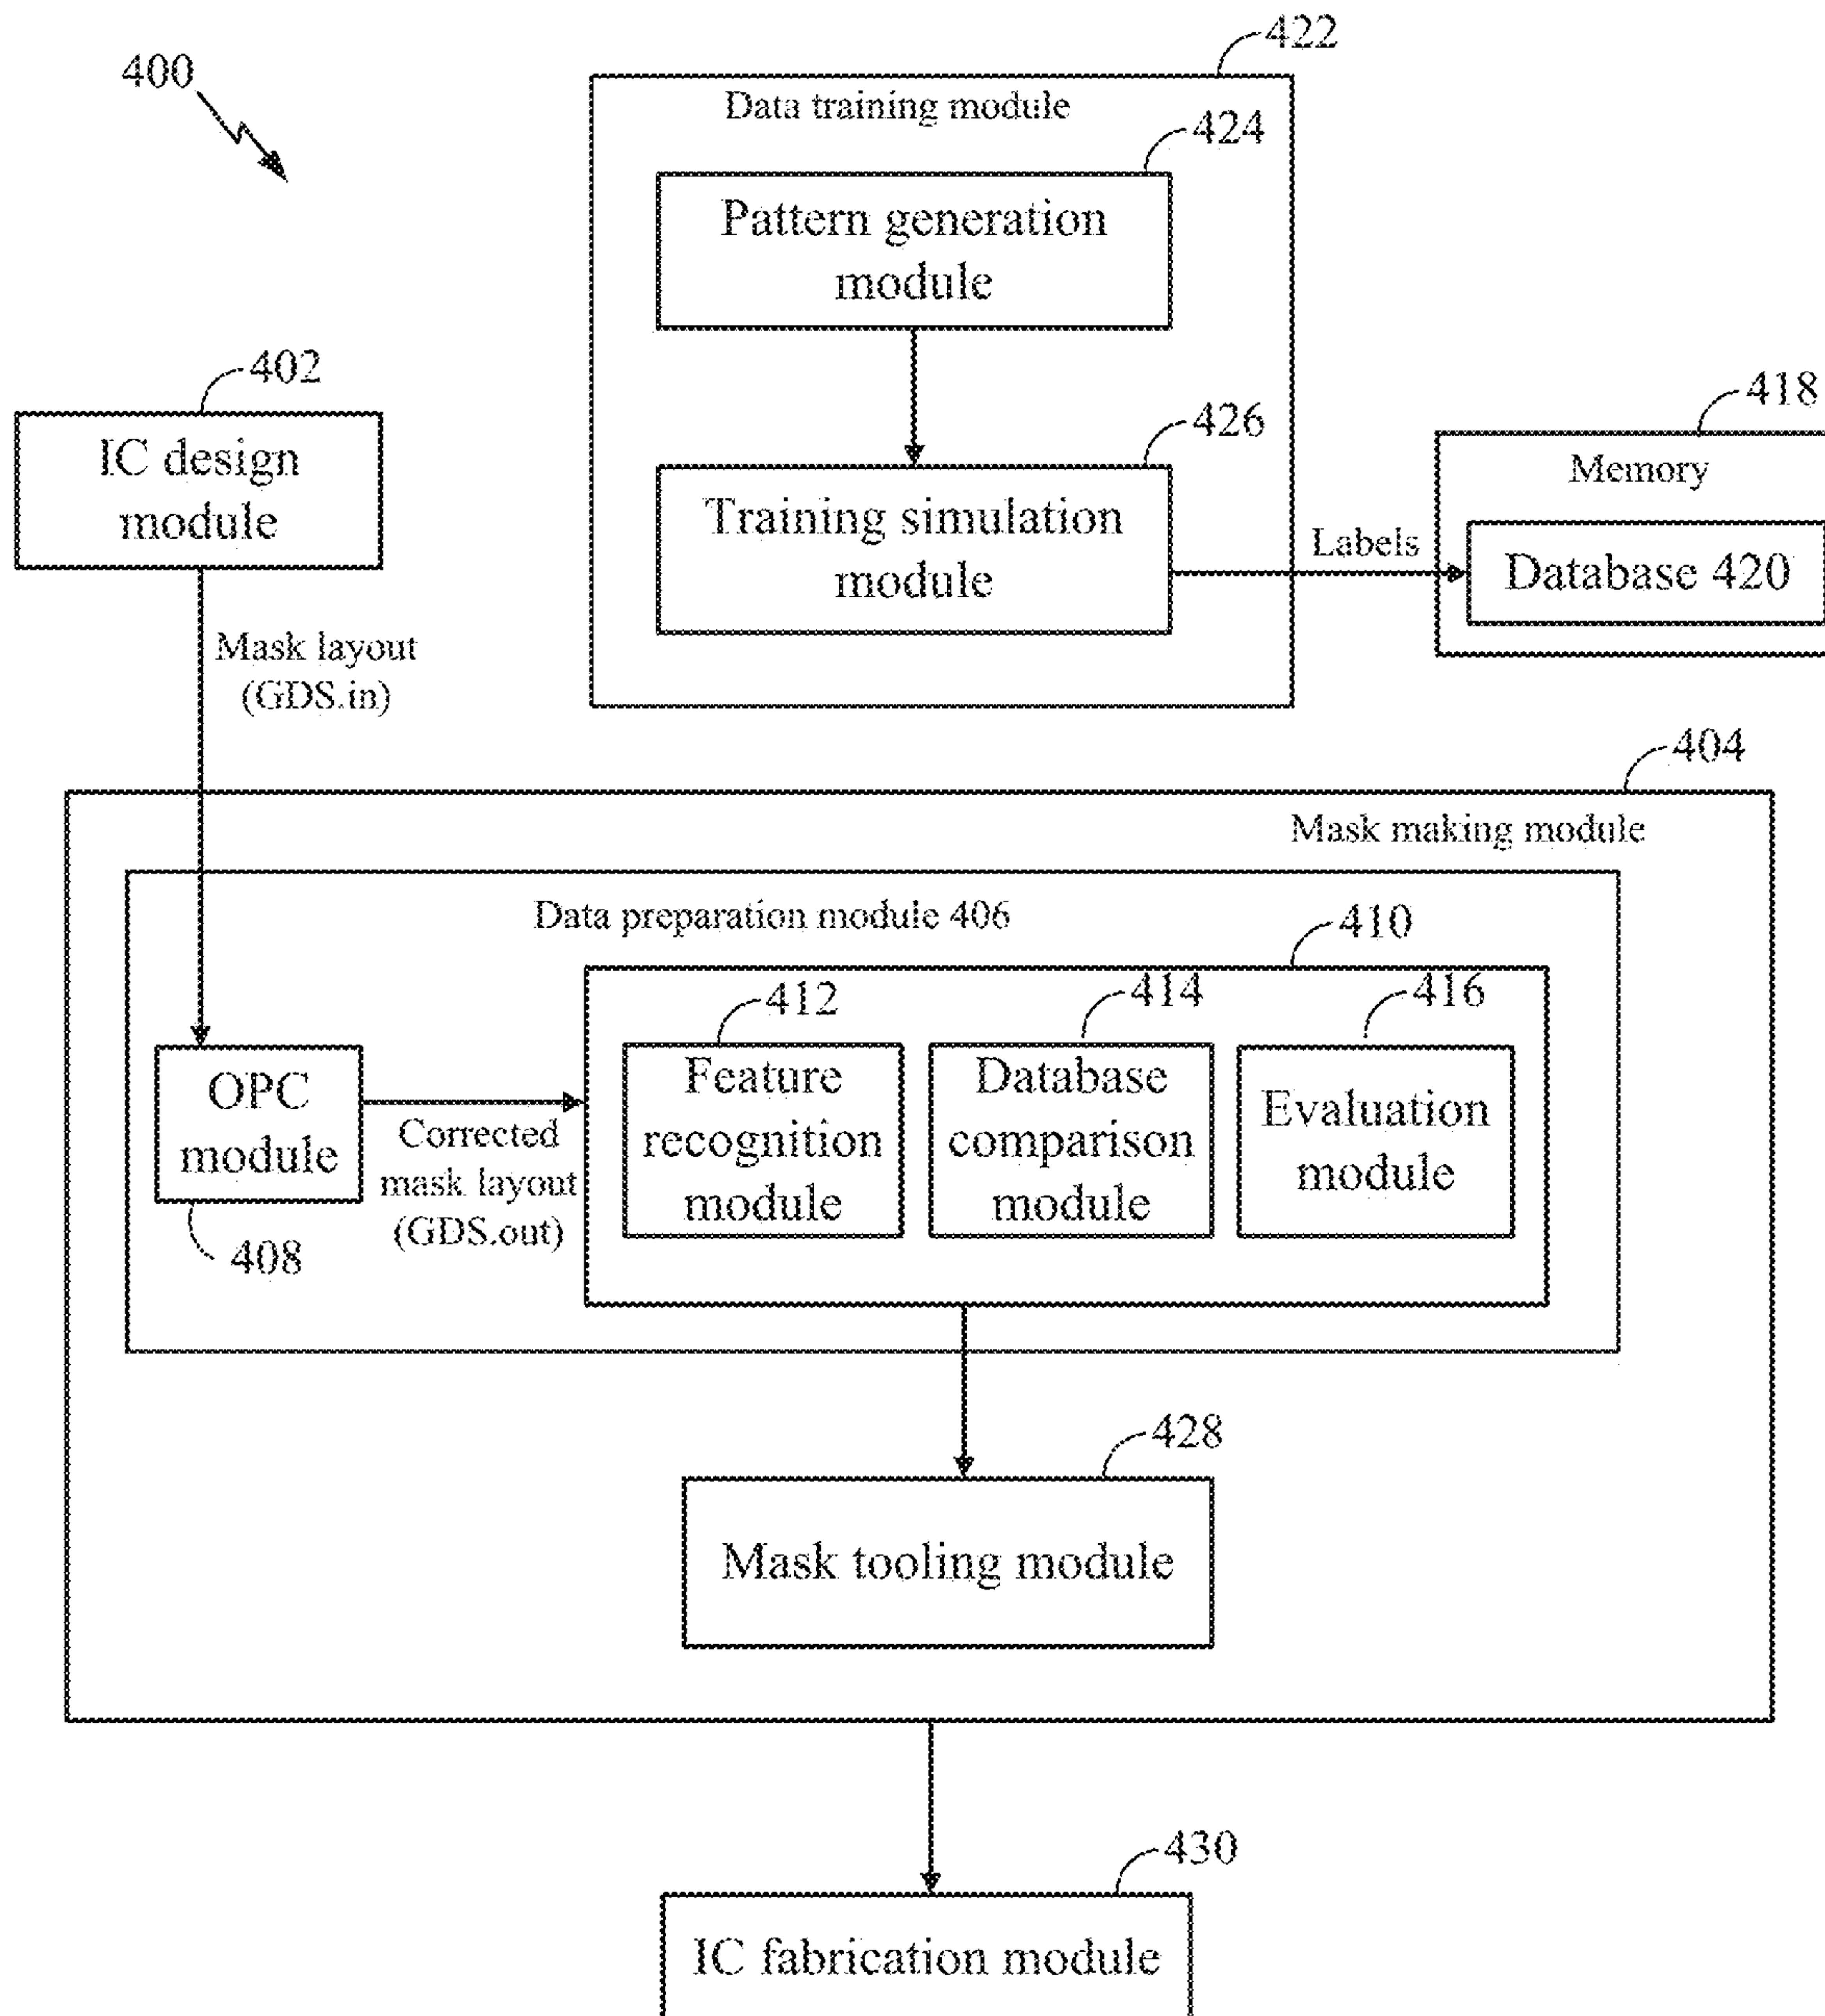 400
422
Data training module
424
Pattern generation
module
402
IC design
module
426
Training simulation
module
Labels
418
Memory
Database 420
Mask layout
(GDS.in)
404
Mask making module
Data preparation module 406
410
412
Feature
recognition
module
414
Database
comparison
module
416
Evaluation
module
OPC
module
408
Corrected
mask layout
(GDS.out)
428
Mask tooling module
430
IC fabrication module